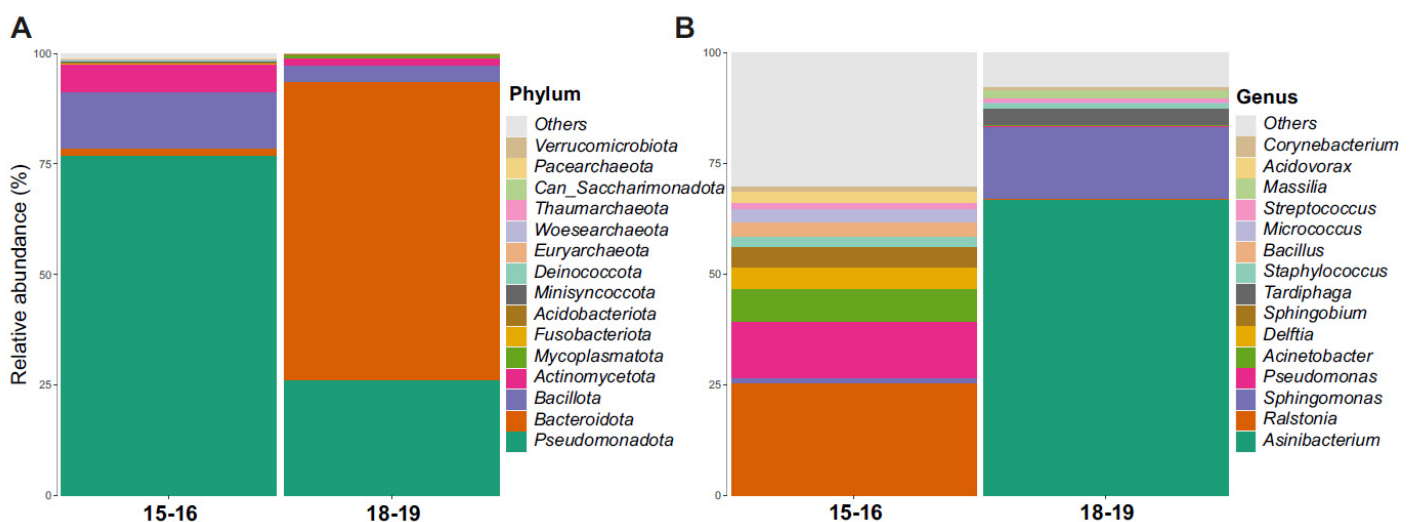 A
Relative abundance (%)
100
75
50
25
0
15-16
18-19
Phylum
Others
Verrucomicrobiota
Pacearchaeota
Can_Saccharimonadota
Thaumarchaeota
Woesearchaeota
Euryarchaeota
Deinococcota
Minisyncoccota
Acidobacteriota
Fusobacteriota
Mycoplasmatota
Actinomycetota
Bacillota
Bacteroidota
Pseudomonadota
B
100
75
50
25
0
15-16
18-19
Genus
Others
Corynebacterium
Acidovorax
Massilia
Streptococcus
Micrococcus
Bacillus
Staphylococcus
Tardiphaga
Sphingobium
Delftia
Acinetobacter
Pseudomonas
Sphingomonas
Ralstonia
Asinibacterium